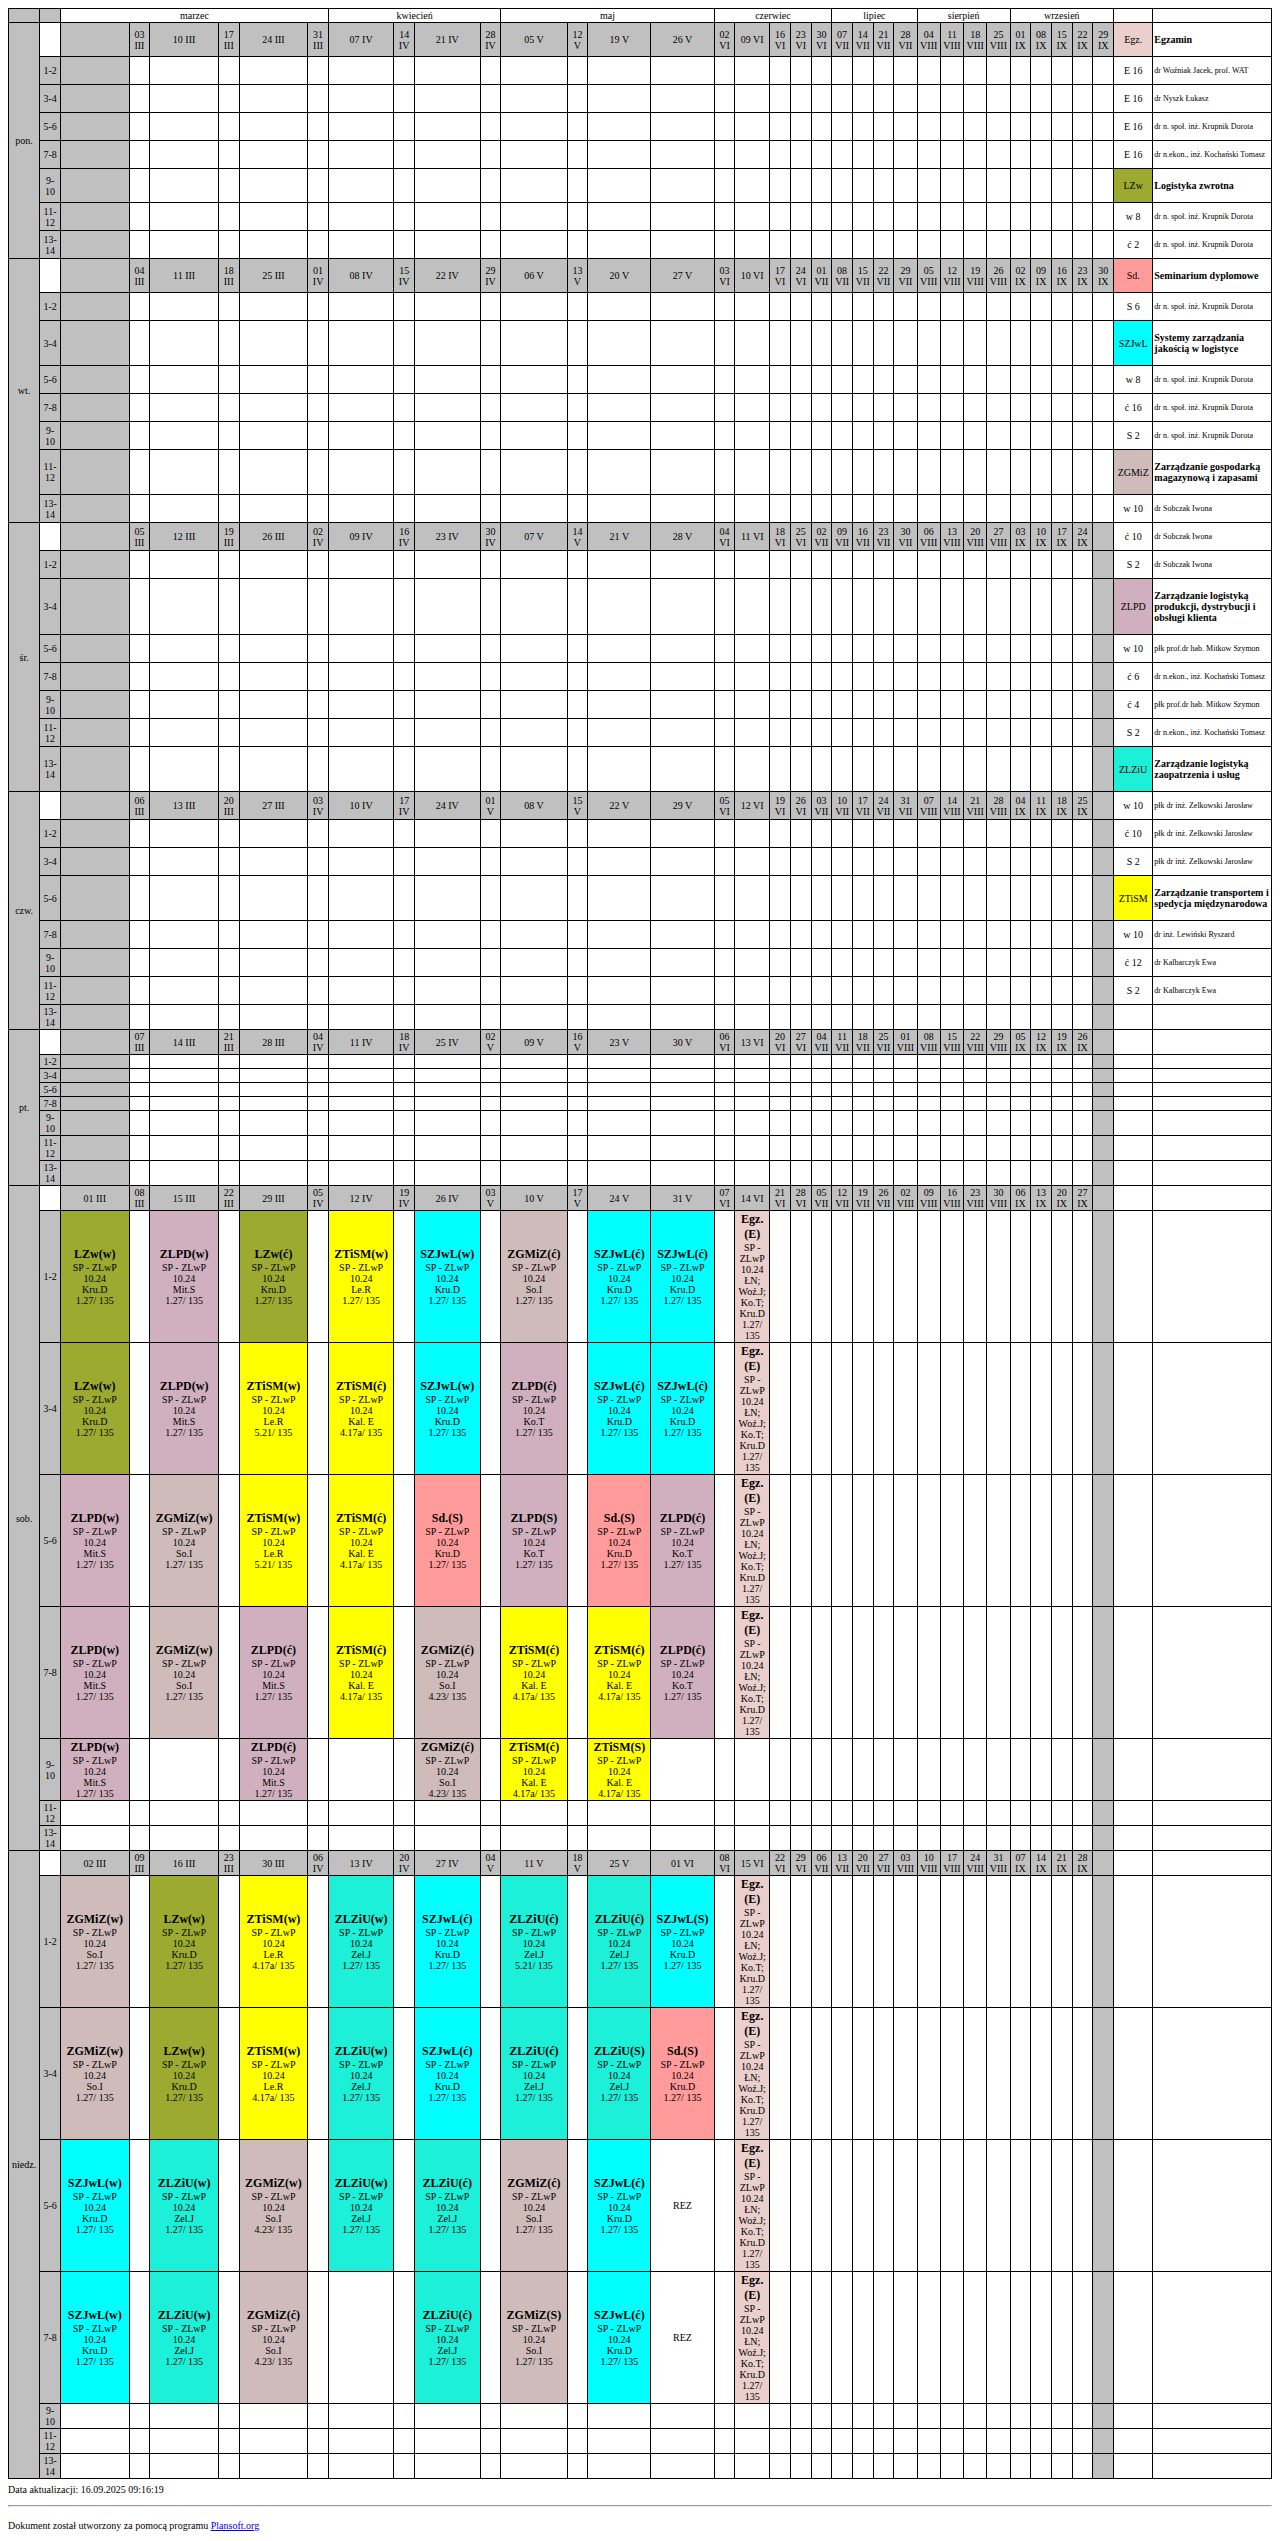 marzec kwiecień maj czerwiec lipiec sierpień wrzesień
pon. 03 III 10 III 17 III 24 III 31 III 07 IV 14 IV 21 IV 28 IV 05 V 12 V 19 V 26 V 02 VI 09 VI 16 VI 23 VI 30 VI 07 VII 14 VII 21 VII 28 VII 04 VIII 11 VIII 18 VIII 25 VIII 01 IX 08 IX 15 IX 22 IX 29 IX Egz. Egzamin
1-2 E 16 dr Woźniak Jacek, prof. WAT
3-4 E 16 dr Nyszk Łukasz
5-6 E 16 dr n. społ. inż. Krupnik Dorota
7-8 E 16 dr n.ekon., inż. Kochański Tomasz
9-10 LZw Logistyka zwrotna
11-12 w 8 dr n. społ. inż. Krupnik Dorota
13-14 ć 2 dr n. społ. inż. Krupnik Dorota
wt. 04 III 11 III 18 III 25 III 01 IV 08 IV 15 IV 22 IV 29 IV 06 V 13 V 20 V 27 V 03 VI 10 VI 17 VI 24 VI 01 VII 08 VII 15 VII 22 VII 29 VII 05 VIII 12 VIII 19 VIII 26 VIII 02 IX 09 IX 16 IX 23 IX 30 IX Sd. Seminarium dyplomowe
1-2 S 6 dr n. społ. inż. Krupnik Dorota
3-4 SZJwL Systemy zarządzania jakością w logistyce
5-6 w 8 dr n. społ. inż. Krupnik Dorota
7-8 ć 16 dr n. społ. inż. Krupnik Dorota
9-10 S 2 dr n. społ. inż. Krupnik Dorota
11-12 ZGMiZ Zarządzanie gospodarką magazynową i zapasami
13-14 w 10 dr Sobczak Iwona
śr. 05 III 12 III 19 III 26 III 02 IV 09 IV 16 IV 23 IV 30 IV 07 V 14 V 21 V 28 V 04 VI 11 VI 18 VI 25 VI 02 VII 09 VII 16 VII 23 VII 30 VII 06 VIII 13 VIII 20 VIII 27 VIII 03 IX 10 IX 17 IX 24 IX ć 10 dr Sobczak Iwona
1-2 S 2 dr Sobczak Iwona
3-4 ZLPD Zarządzanie logistyką produkcji, dystrybucji i obsługi klienta
5-6 w 10 płk prof.dr hab. Mitkow Szymon
7-8 ć 6 dr n.ekon., inż. Kochański Tomasz
9-10 ć 4 płk prof.dr hab. Mitkow Szymon
11-12 S 2 dr n.ekon., inż. Kochański Tomasz
13-14 ZLZiU Zarządzanie logistyką zaopatrzenia i usług
czw. 06 III 13 III 20 III 27 III 03 IV 10 IV 17 IV 24 IV 01 V 08 V 15 V 22 V 29 V 05 VI 12 VI 19 VI 26 VI 03 VII 10 VII 17 VII 24 VII 31 VII 07 VIII 14 VIII 21 VIII 28 VIII 04 IX 11 IX 18 IX 25 IX w 10 płk dr inż. Zelkowski Jarosław
1-2 ć 10 płk dr inż. Zelkowski Jarosław
3-4 S 2 płk dr inż. Zelkowski Jarosław
5-6 ZTiSM Zarządzanie transportem i spedycja międzynarodowa
7-8 w 10 dr inż. Lewiński Ryszard
9-10 ć 12 dr Kalbarczyk Ewa
11-12 S 2 dr Kalbarczyk Ewa
13-14
pt. 07 III 14 III 21 III 28 III 04 IV 11 IV 18 IV 25 IV 02 V 09 V 16 V 23 V 30 V 06 VI 13 VI 20 VI 27 VI 04 VII 11 VII 18 VII 25 VII 01 VIII 08 VIII 15 VIII 22 VIII 29 VIII 05 IX 12 IX 19 IX 26 IX
1-2
3-4
5-6
7-8
9-10
11-12
13-14
sob. 01 III 08 III 15 III 22 III 29 III 05 IV 12 IV 19 IV 26 IV 03 V 10 V 17 V 24 V 31 V 07 VI 14 VI 21 VI 28 VI 05 VII 12 VII 19 VII 26 VII 02 VIII 09 VIII 16 VIII 23 VIII 30 VIII 06 IX 13 IX 20 IX 27 IX
1-2 LZw(w) SP - ZLwP 10.24 Kru.D 1.27/ 135 ZLPD(w) SP - ZLwP 10.24 Mit.S 1.27/ 135 LZw(ć) SP - ZLwP 10.24 Kru.D 1.27/ 135 ZTiSM(w) SP - ZLwP 10.24 Le.R 1.27/ 135 SZJwL(w) SP - ZLwP 10.24 Kru.D 1.27/ 135 ZGMiZ(ć) SP - ZLwP 10.24 So.I 1.27/ 135 SZJwL(ć) SP - ZLwP 10.24 Kru.D 1.27/ 135 SZJwL(ć) SP - ZLwP 10.24 Kru.D 1.27/ 135 Egz.(E) SP - ZLwP 10.24 ŁN; Woź.J; Ko.T; Kru.D 1.27/ 135
3-4 LZw(w) SP - ZLwP 10.24 Kru.D 1.27/ 135 ZLPD(w) SP - ZLwP 10.24 Mit.S 1.27/ 135 ZTiSM(w) SP - ZLwP 10.24 Le.R 5.21/ 135 ZTiSM(ć) SP - ZLwP 10.24 Kal. E 4.17a/ 135 SZJwL(w) SP - ZLwP 10.24 Kru.D 1.27/ 135 ZLPD(ć) SP - ZLwP 10.24 Ko.T 1.27/ 135 SZJwL(ć) SP - ZLwP 10.24 Kru.D 1.27/ 135 SZJwL(ć) SP - ZLwP 10.24 Kru.D 1.27/ 135 Egz.(E) SP - ZLwP 10.24 ŁN; Woź.J; Ko.T; Kru.D 1.27/ 135
5-6 ZLPD(w) SP - ZLwP 10.24 Mit.S 1.27/ 135 ZGMiZ(w) SP - ZLwP 10.24 So.I 1.27/ 135 ZTiSM(w) SP - ZLwP 10.24 Le.R 5.21/ 135 ZTiSM(ć) SP - ZLwP 10.24 Kal. E 4.17a/ 135 Sd.(S) SP - ZLwP 10.24 Kru.D 1.27/ 135 ZLPD(S) SP - ZLwP 10.24 Ko.T 1.27/ 135 Sd.(S) SP - ZLwP 10.24 Kru.D 1.27/ 135 ZLPD(ć) SP - ZLwP 10.24 Ko.T 1.27/ 135 Egz.(E) SP - ZLwP 10.24 ŁN; Woź.J; Ko.T; Kru.D 1.27/ 135
7-8 ZLPD(w) SP - ZLwP 10.24 Mit.S 1.27/ 135 ZGMiZ(w) SP - ZLwP 10.24 So.I 1.27/ 135 ZLPD(ć) SP - ZLwP 10.24 Mit.S 1.27/ 135 ZTiSM(ć) SP - ZLwP 10.24 Kal. E 4.17a/ 135 ZGMiZ(ć) SP - ZLwP 10.24 So.I 4.23/ 135 ZTiSM(ć) SP - ZLwP 10.24 Kal. E 4.17a/ 135 ZTiSM(ć) SP - ZLwP 10.24 Kal. E 4.17a/ 135 ZLPD(ć) SP - ZLwP 10.24 Ko.T 1.27/ 135 Egz.(E) SP - ZLwP 10.24 ŁN; Woź.J; Ko.T; Kru.D 1.27/ 135
9-10 ZLPD(w) SP - ZLwP 10.24 Mit.S 1.27/ 135 ZLPD(ć) SP - ZLwP 10.24 Mit.S 1.27/ 135 ZGMiZ(ć) SP - ZLwP 10.24 So.I 4.23/ 135 ZTiSM(ć) SP - ZLwP 10.24 Kal. E 4.17a/ 135 ZTiSM(S) SP - ZLwP 10.24 Kal. E 4.17a/ 135
11-12
13-14
niedz. 02 III 09 III 16 III 23 III 30 III 06 IV 13 IV 20 IV 27 IV 04 V 11 V 18 V 25 V 01 VI 08 VI 15 VI 22 VI 29 VI 06 VII 13 VII 20 VII 27 VII 03 VIII 10 VIII 17 VIII 24 VIII 31 VIII 07 IX 14 IX 21 IX 28 IX
1-2 ZGMiZ(w) SP - ZLwP 10.24 So.I 1.27/ 135 LZw(w) SP - ZLwP 10.24 Kru.D 1.27/ 135 ZTiSM(w) SP - ZLwP 10.24 Le.R 4.17a/ 135 ZLZiU(w) SP - ZLwP 10.24 Zel.J 1.27/ 135 SZJwL(ć) SP - ZLwP 10.24 Kru.D 1.27/ 135 ZLZiU(ć) SP - ZLwP 10.24 Zel.J 5.21/ 135 ZLZiU(ć) SP - ZLwP 10.24 Zel.J 1.27/ 135 SZJwL(S) SP - ZLwP 10.24 Kru.D 1.27/ 135 Egz.(E) SP - ZLwP 10.24 ŁN; Woź.J; Ko.T; Kru.D 1.27/ 135
3-4 ZGMiZ(w) SP - ZLwP 10.24 So.I 1.27/ 135 LZw(w) SP - ZLwP 10.24 Kru.D 1.27/ 135 ZTiSM(w) SP - ZLwP 10.24 Le.R 4.17a/ 135 ZLZiU(w) SP - ZLwP 10.24 Zel.J 1.27/ 135 SZJwL(ć) SP - ZLwP 10.24 Kru.D 1.27/ 135 ZLZiU(ć) SP - ZLwP 10.24 Zel.J 1.27/ 135 ZLZiU(S) SP - ZLwP 10.24 Zel.J 1.27/ 135 Sd.(S) SP - ZLwP 10.24 Kru.D 1.27/ 135 Egz.(E) SP - ZLwP 10.24 ŁN; Woź.J; Ko.T; Kru.D 1.27/ 135
5-6 SZJwL(w) SP - ZLwP 10.24 Kru.D 1.27/ 135 ZLZiU(w) SP - ZLwP 10.24 Zel.J 1.27/ 135 ZGMiZ(w) SP - ZLwP 10.24 So.I 4.23/ 135 ZLZiU(w) SP - ZLwP 10.24 Zel.J 1.27/ 135 ZLZiU(ć) SP - ZLwP 10.24 Zel.J 1.27/ 135 ZGMiZ(ć) SP - ZLwP 10.24 So.I 1.27/ 135 SZJwL(ć) SP - ZLwP 10.24 Kru.D 1.27/ 135 REZ Egz.(E) SP - ZLwP 10.24 ŁN; Woź.J; Ko.T; Kru.D 1.27/ 135
7-8 SZJwL(w) SP - ZLwP 10.24 Kru.D 1.27/ 135 ZLZiU(w) SP - ZLwP 10.24 Zel.J 1.27/ 135 ZGMiZ(ć) SP - ZLwP 10.24 So.I 4.23/ 135 ZLZiU(ć) SP - ZLwP 10.24 Zel.J 1.27/ 135 ZGMiZ(S) SP - ZLwP 10.24 So.I 1.27/ 135 SZJwL(ć) SP - ZLwP 10.24 Kru.D 1.27/ 135 REZ Egz.(E) SP - ZLwP 10.24 ŁN; Woź.J; Ko.T; Kru.D 1.27/ 135
9-10
11-12
13-14
Data aktualizacji: 16.09.2025 09:16:19
Dokument został utworzony za pomocą programu Plansoft.org